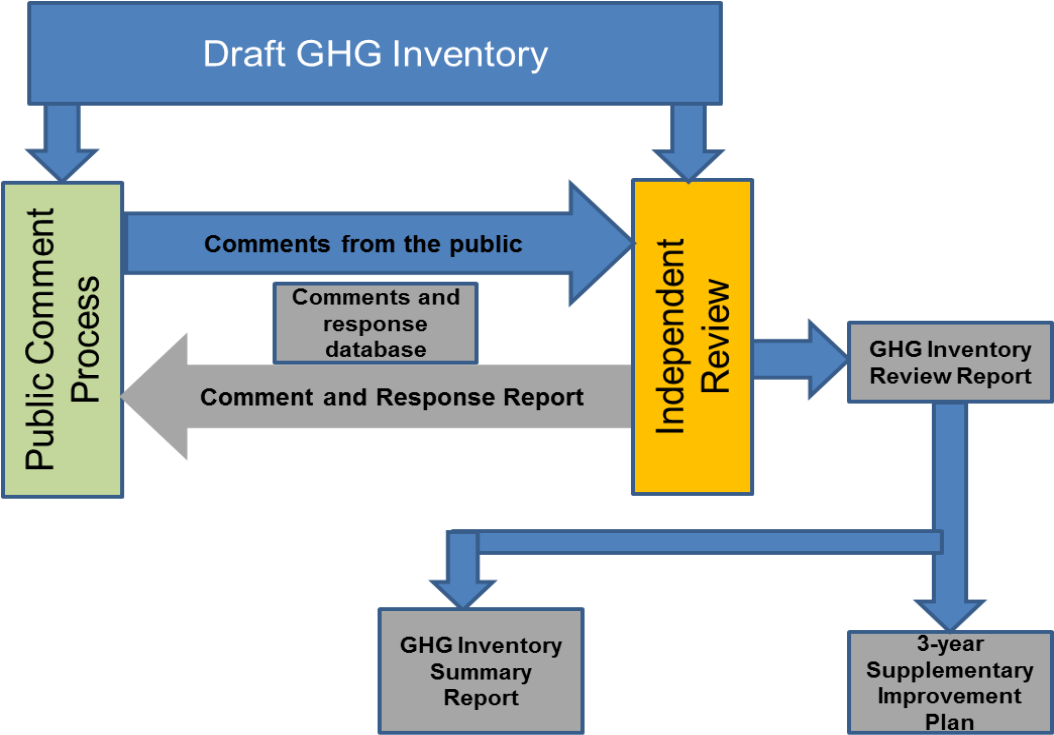 Draft GHG Inventory
Public Comment
Process
Comments from the public
Comments and
response
database
Comment and Response Report
Independent
Review
GHG Inventory
Review Report
GHG Inventory
Summary
Report
3-year
Supplementary
Improvement
Plan